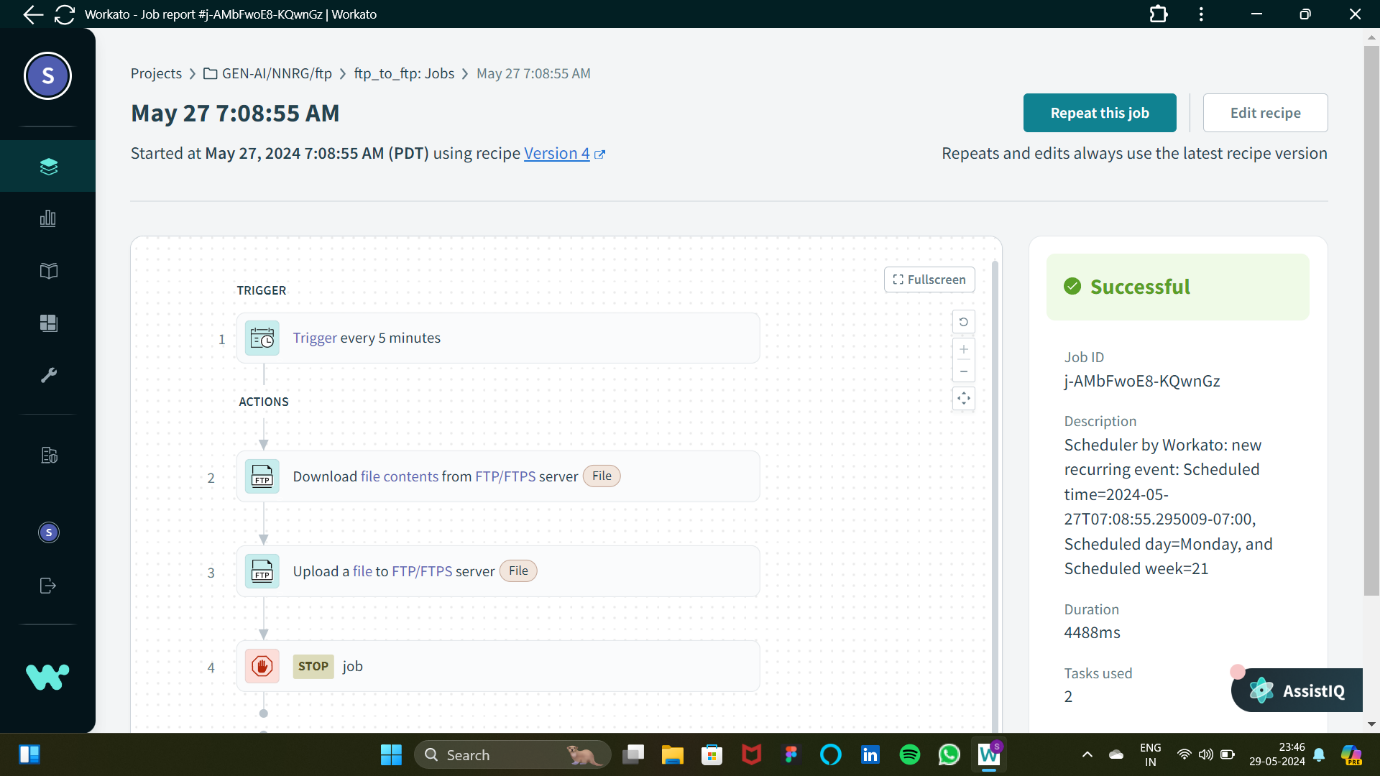 Workato - Job report #j-AMbFwoE8-KQwnGz | Workato
S
Projects > GEN-AI/NNRG/ftp > ftp_to_ftp: Jobs > May 27 7:08:55 AM
May 27 7:08:55 AM
Repeat this job
Edit recipe
Started at May 27, 2024 7:08:55 AM (PDT) using recipe Version 4
Repeats and edits always use the latest recipe version
Fullscreen
TRIGGER
1 Trigger every 5 minutes
ACTIONS
2 FTP Download file contents from FTP/FTPS server File
3 FTP Upload a file to FTP/FTPS server File
4 STOP job
Successful
Job ID
j-AMbFwoE8-KQwnGz
Description
Scheduler by Workato: new
recurring event: Scheduled
time=2024-05-
27T07:08:55.295009-07:00,
Scheduled day=Monday, and
Scheduled week=21
Duration
4488ms
Tasks used
2
AssistIQ
S
Search
W
S
ENG
IN
23:46
29-05-2024
PRE